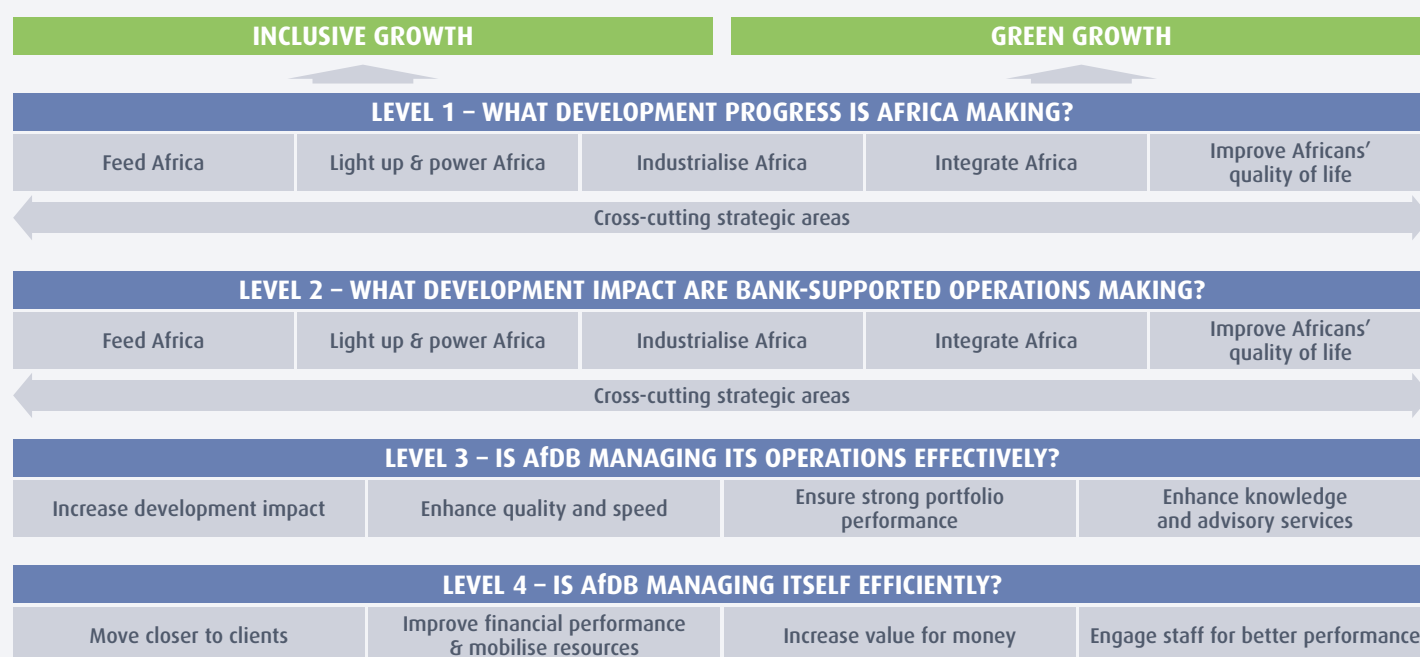 INCLUSIVE GROWTH
GREEN GROWTH
LEVEL 1 – WHAT DEVELOPMENT PROGRESS IS AFRICA MAKING?
Feed Africa
Light up & power Africa
Industrialise Africa
Integrate Africa
Improve Africans’
quality of life
Cross-cutting strategic areas
LEVEL 2 – WHAT DEVELOPMENT IMPACT ARE BANK-SUPPORTED OPERATIONS MAKING?
Feed Africa
Light up & power Africa
Industrialise Africa
Integrate Africa
Improve Africans’
quality of life
Cross-cutting strategic areas
LEVEL 3 – IS AfDB MANAGING ITS OPERATIONS EFFECTIVELY?
Increase development impact
Enhance quality and speed
Ensure strong portfolio
performance
Enhance knowledge
and advisory services
LEVEL 4 – IS AfDB MANAGING ITSELF EFFICIENTLY?
Move closer to clients
Improve financial performance
& mobilise resources
Increase value for money
Engage staff for better performance